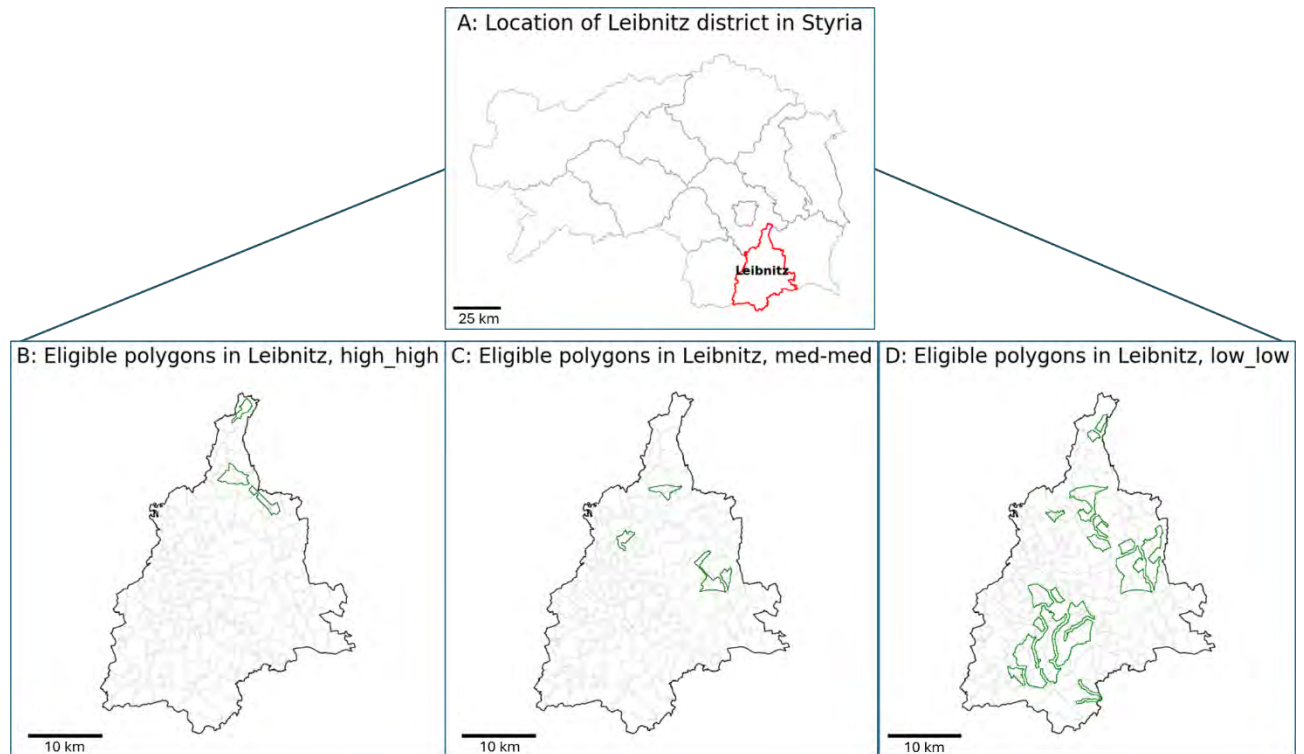 A: Location of Leibnitz district in Styria
Leibnitz
25 km
B: Eligible polygons in Leibnitz, high_high
10 km
C: Eligible polygons in Leibnitz, med-med
10 km
D: Eligible polygons in Leibnitz, low_low
10 km